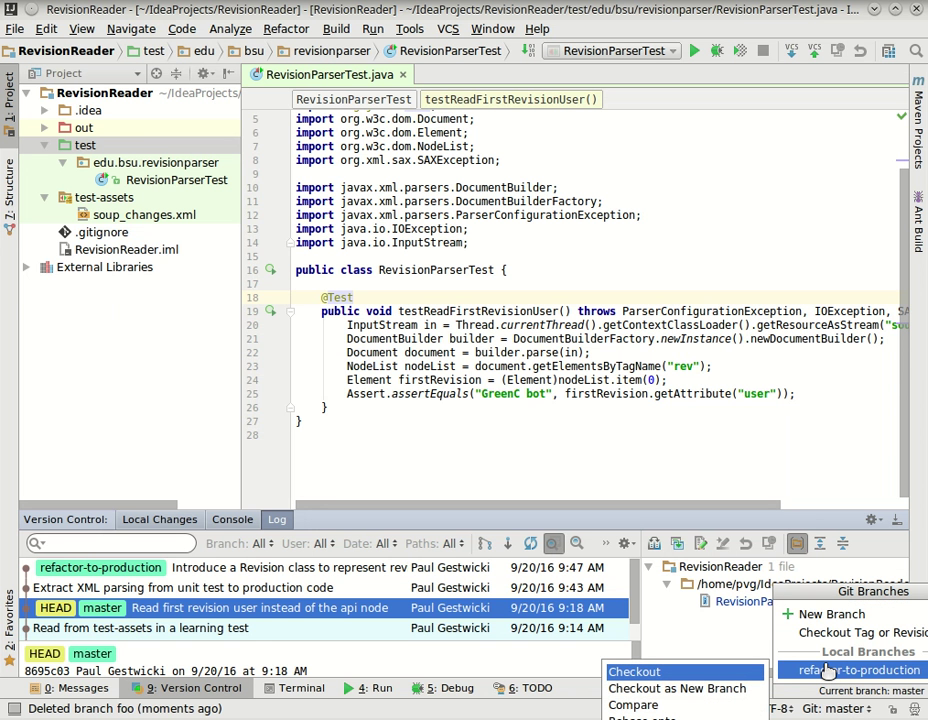 RevisionReader - [~/IdeaProjects/RevisionReader] - [RevisionReader] - ~/IdeaProjects/RevisionReader/test/edu/bsu/revisionparser/RevisionParserTest.java - I...
File Edit View Navigate Code Analyze Refactor Build Run Tools VCS Window Help
RevisionReader test edu bsu revisionparser RevisionParserTest RevisionParserTest VCS VCS
Project RevisionParserTest.java
RevisionParserTest testReadFirstRevisionUser()
1: Project
7: Structure
2: Favorites
RevisionReader ~/IdeaProjects/
.idea
out
test
edu.bsu.revisionparser
RevisionParserTest
test-assets
soup_changes.xml
.gitignore
RevisionReader.iml
External Libraries
5 import org.w3c.dom.Document;
6 import org.w3c.dom.Element;
7 import org.w3c.dom.NodeList;
8 import org.xml.sax.SAXException;
9
10 import javax.xml.parsers.DocumentBuilder;
11 import javax.xml.parsers.DocumentBuilderFactory;
12 import javax.xml.parsers.ParserConfigurationException;
13 import java.io.IOException;
14 import java.io.InputStream;
15
16 public class RevisionParserTest {
17
18 @Test
19 public void testReadFirstRevisionUser() throws ParserConfigurationException, IOException, SA
20 InputStream in = Thread.currentThread().getContextClassLoader().getResourceAsStream("sou
21 DocumentBuilder builder = DocumentBuilderFactory.newInstance().newDocumentBuilder();
22 Document document = builder.parse(in);
23 NodeList nodeList = document.getElementsByTagName("rev");
24 Element firstRevision = (Element)nodeList.item(0);
25 Assert.assertEquals("GreenC bot", firstRevision.getAttribute("user"));
26 }
27 }
28
Maven Projects
Ant Build
Version Control: Local Changes Console Log
Branch: All User: All Date: All Paths: All
refactor-to-production Introduce a Revision class to represent rev Paul Gestwicki 9/20/16 9:47 AM
Extract XML parsing from unit test to production code Paul Gestwicki 9/20/16 9:43 AM
HEAD master Read first revision user instead of the api node Paul Gestwicki 9/20/16 9:18 AM
Read from test-assets in a learning test Paul Gestwicki 9/20/16 9:14 AM
HEAD master
8695c03 Paul Gestwicki on 9/20/16 at 9:18 AM
RevisionReader 1 file
/home/pvg/IdeaProjects/RevisionReade
RevisionPa
Git Branches
New Branch
Checkout Tag or Revisio
Local Branches
refactor-to-production
Current branch: master
Checkout
Checkout as New Branch
Compare
Rebase onto
0: Messages 9: Version Control Terminal 4: Run 5: Debug 6: TODO
Deleted branch foo (moments ago) TF-8 Git: master